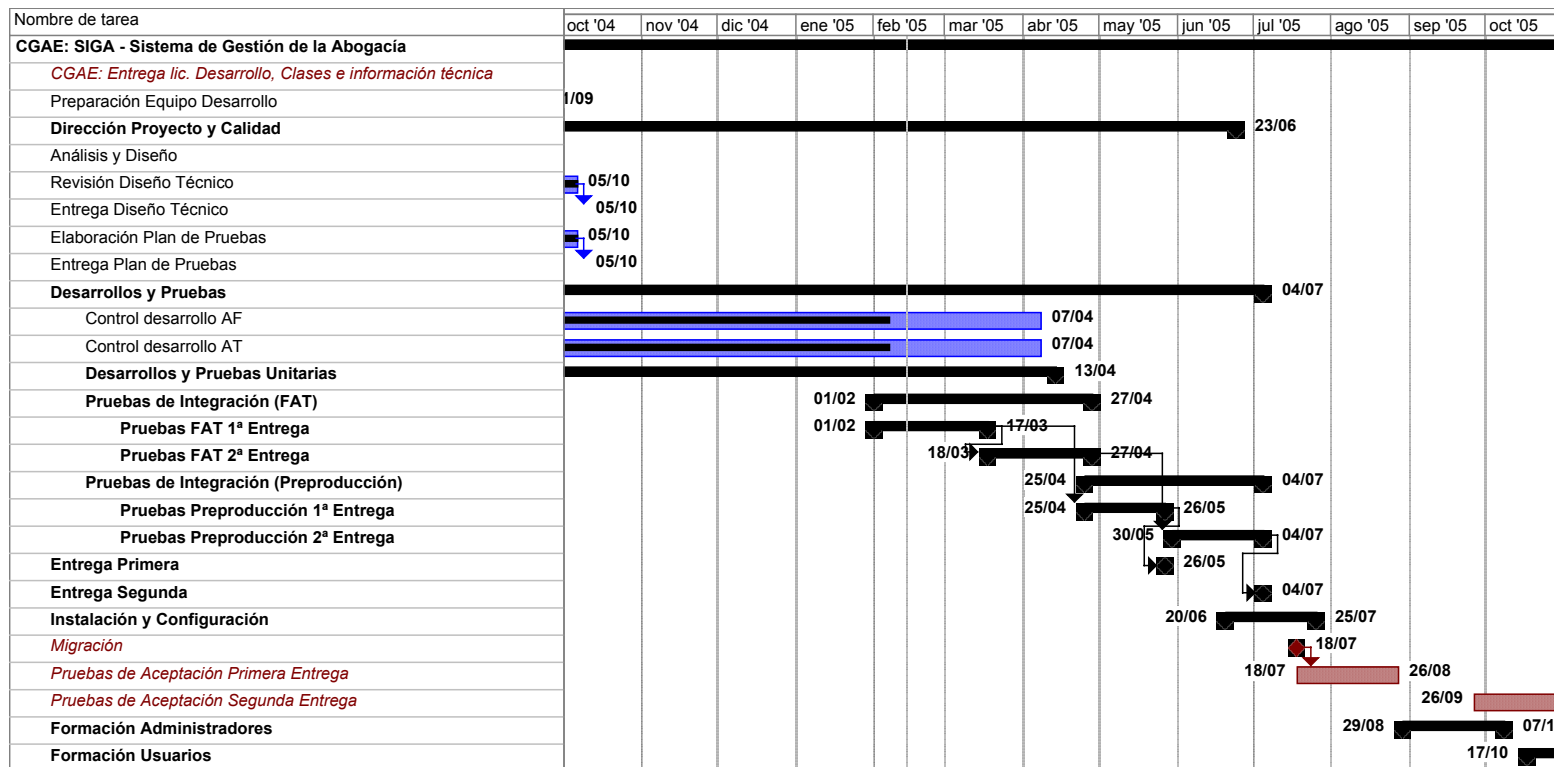 Nombre de tarea
oct '04 nov '04 dic '04 ene '05 feb '05 mar '05 abr '05 may '05 jun '05 jul '05 ago '05 sep '05 oct '05
CGAE: SIGA - Sistema de Gestión de la Abogacía
CGAE: Entrega lic. Desarrollo, Clases e información técnica
Preparación Equipo Desarrollo 1/09
Dirección Proyecto y Calidad 23/06
Análisis y Diseño
Revisión Diseño Técnico 05/10
Entrega Diseño Técnico 05/10
Elaboración Plan de Pruebas 05/10
Entrega Plan de Pruebas 05/10
Desarrollos y Pruebas 04/07
Control desarrollo AF 07/04
Control desarrollo AT 07/04
Desarrollos y Pruebas Unitarias 13/04
Pruebas de Integración (FAT) 01/02 27/04
Pruebas FAT 1ª Entrega 01/02 17/03
Pruebas FAT 2ª Entrega 18/03 27/04
Pruebas de Integración (Preproducción) 25/04 04/07
Pruebas Preproducción 1ª Entrega 25/04 26/05
Pruebas Preproducción 2ª Entrega 30/05 04/07
Entrega Primera 26/05
Entrega Segunda 04/07
Instalación y Configuración 20/06 25/07
Migración 18/07
Pruebas de Aceptación Primera Entrega 18/07 26/08
Pruebas de Aceptación Segunda Entrega 26/09
Formación Administradores 29/08 07/1
Formación Usuarios 17/10